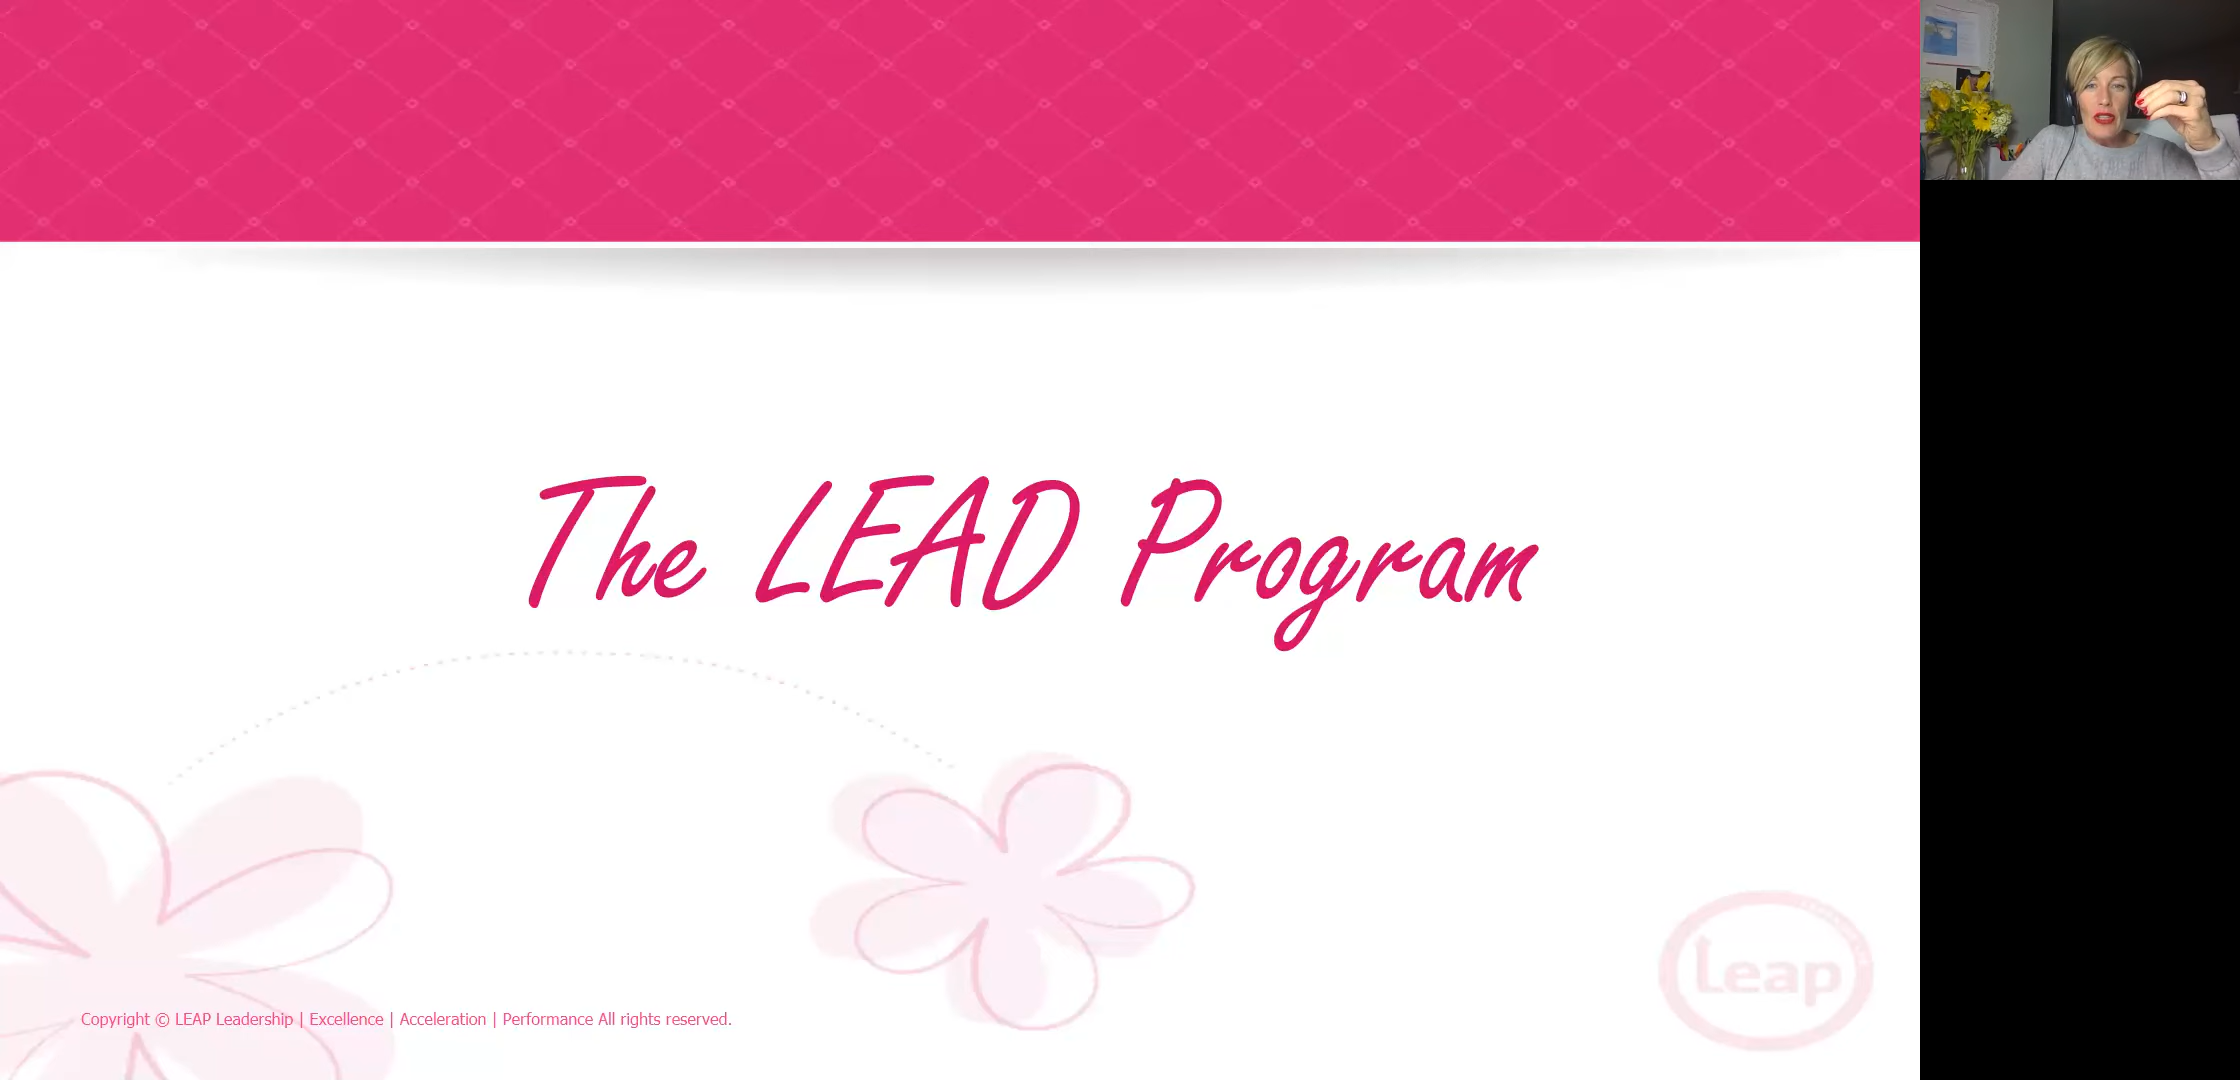 The LEAD Program
Leap
Copyright © LEAP Leadership | Excellence | Acceleration | Performance All rights reserved.